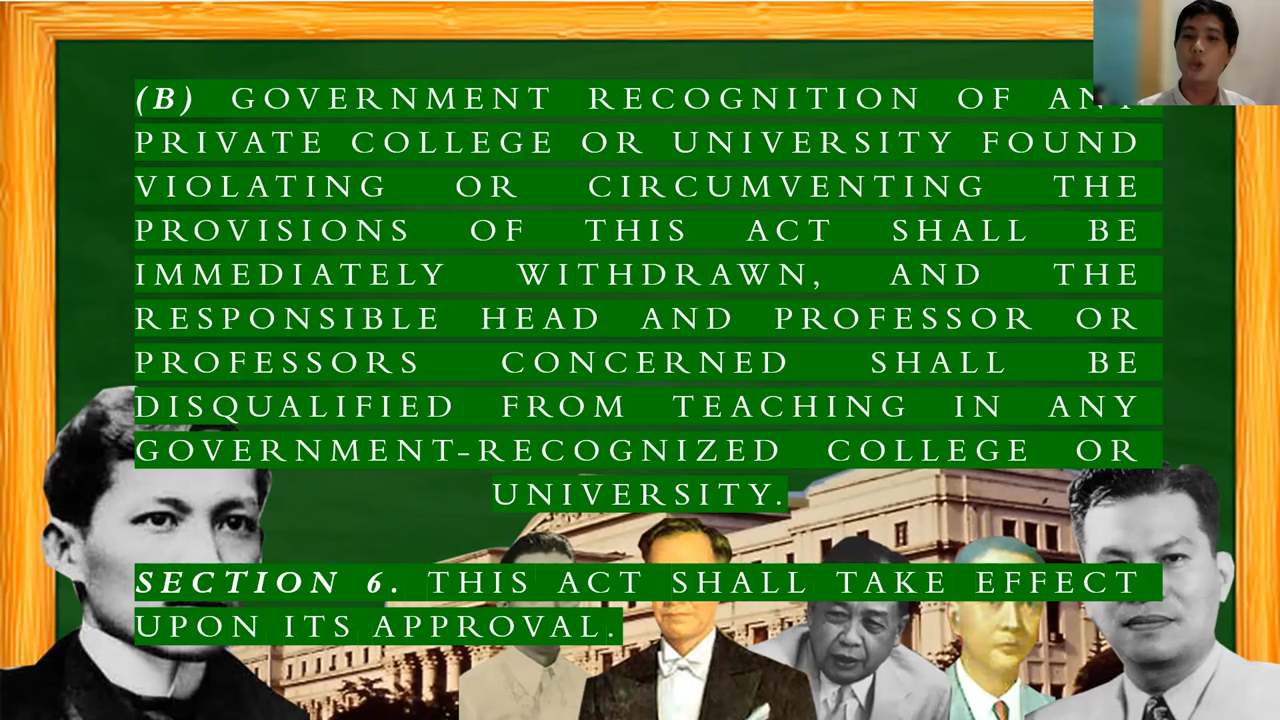 (B) GOVERNMENT RECOGNITION OF ANY
PRIVATE COLLEGE OR UNIVERSITY FOUND
VIOLATING OR CIRCUMVENTING THE
PROVISIONS OF THIS ACT SHALL BE
IMMEDIATELY WITHDRAWN, AND THE
RESPONSIBLE HEAD AND PROFESSOR OR
PROFESSORS CONCERNED SHALL BE
DISQUALIFIED FROM TEACHING IN ANY
GOVERNMENT-RECOGNIZED COLLEGE OR
UNIVERSITY.
SECTION 6. THIS ACT SHALL TAKE EFFECT
UPON ITS APPROVAL.